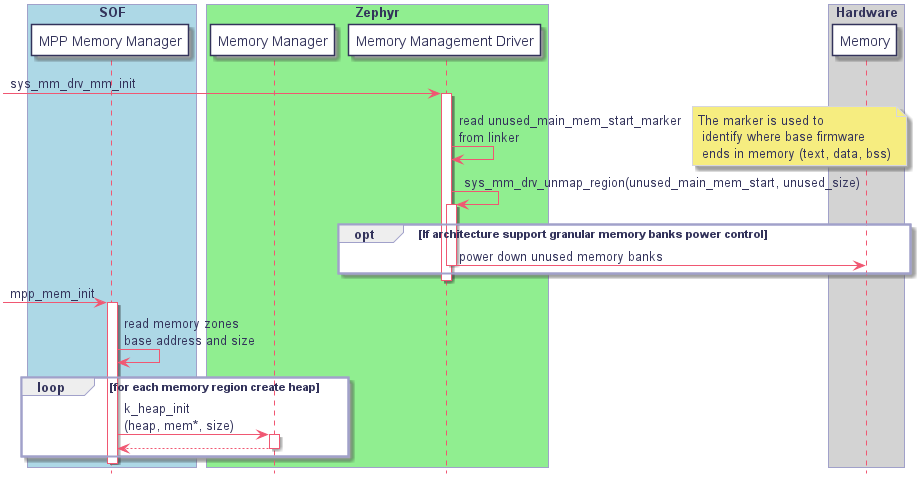 SOF
Zephyr
Hardware
MPP Memory Manager
Memory Manager
Memory Management Driver
Memory
sys_mm_drv_mm_init
read unused_main_mem_start_marker
from linker
The marker is used to
identify where base firmware
ends in memory (text, data, bss)
sys_mm_drv_unmap_region(unused_main_mem_start, unused_size)
opt
[If architecture support granular memory banks power control]
power down unused memory banks
mpp_mem_init
read memory zones
base address and size
loop
[for each memory region create heap]
k_heap_init
(heap, mem*, size)